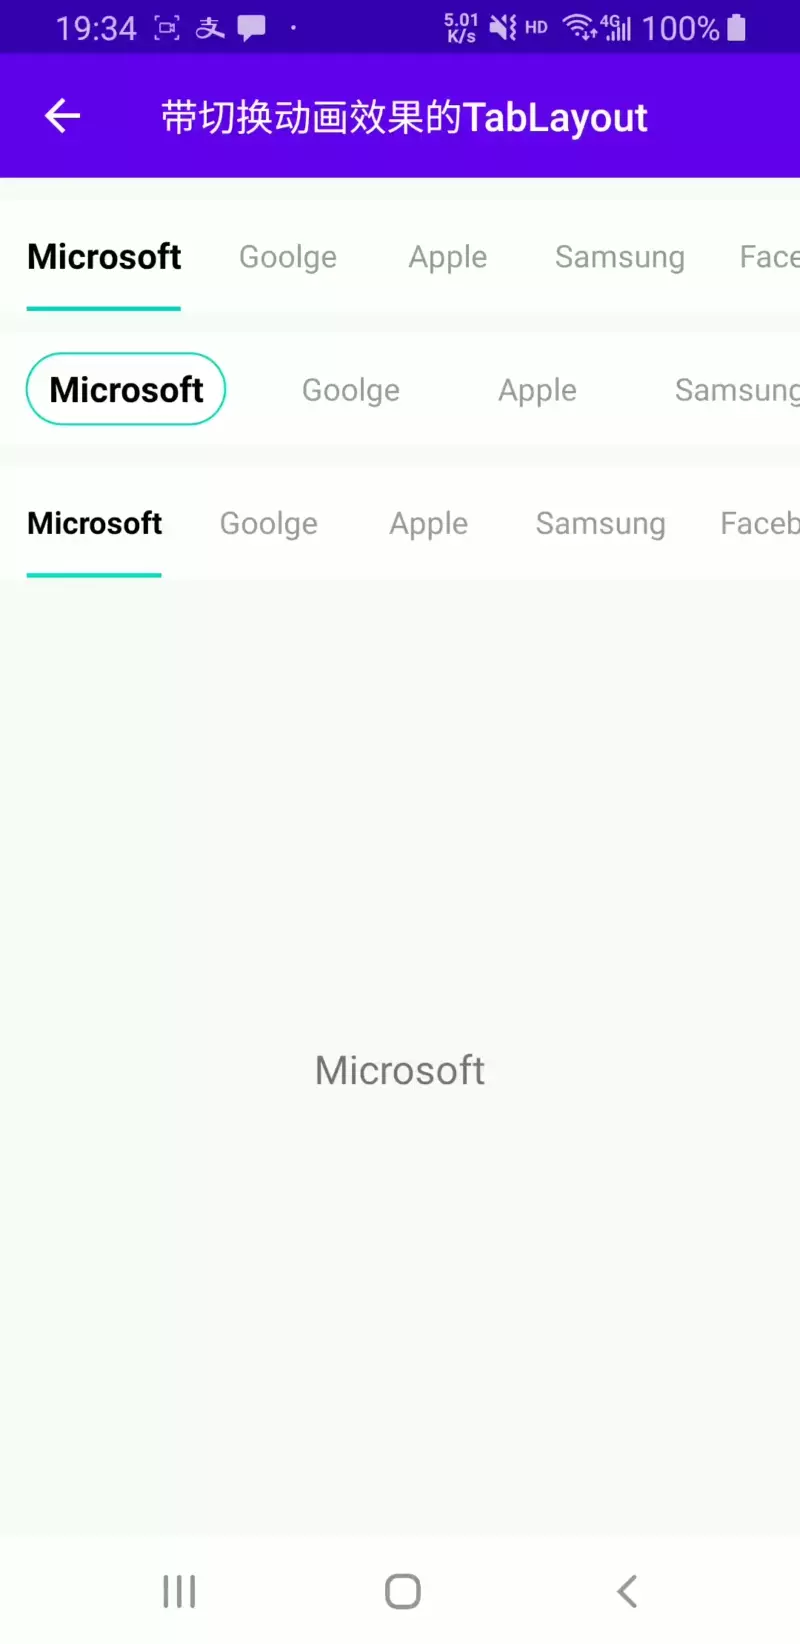 19:34 支 5.01 K/s HD 4G 100%
带切换动画效果的TabLayout
Microsoft Goolge Apple Samsung Face
Microsoft Goolge Apple Samsung
Microsoft Goolge Apple Samsung Faceb
Microsoft